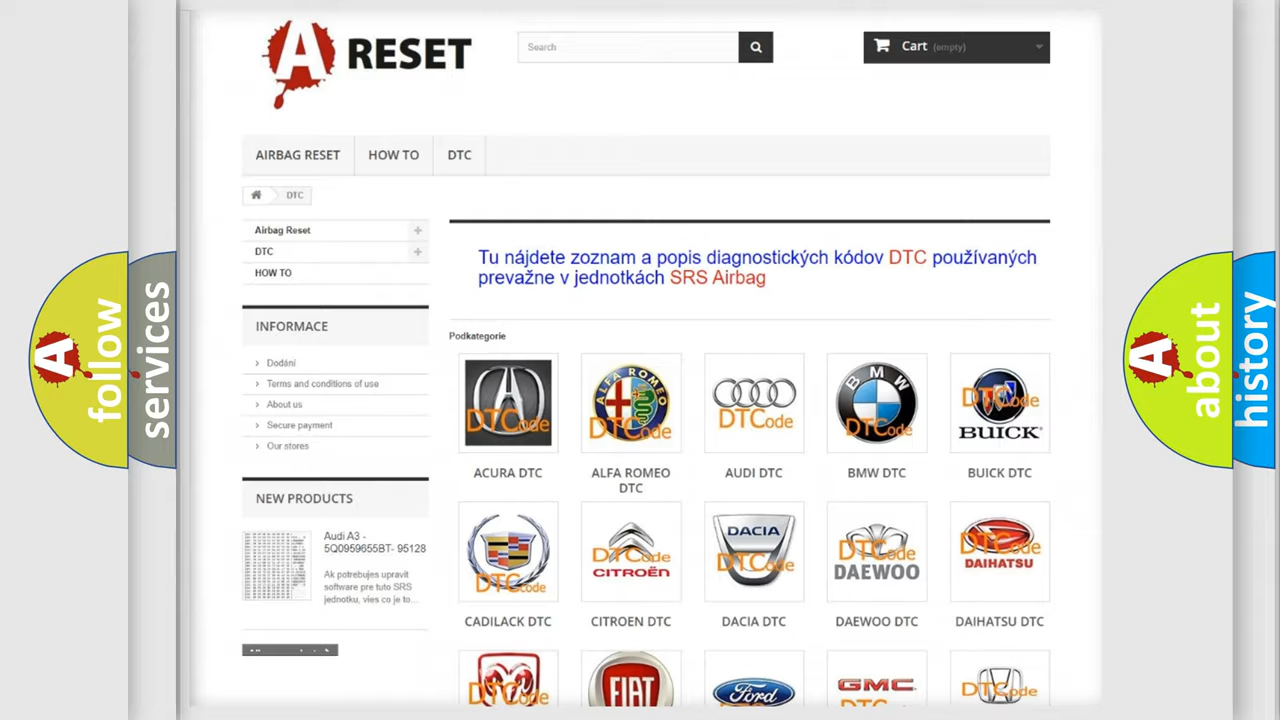 A RESET
Search
Cart (empty)
AIRBAG RESET
HOW TO
DTC
DTC
Airbag Reset
DTC
HOW TO
INFORMACE
Dodání
Terms and conditions of use
About us
Secure payment
Our stores
NEW PRODUCTS
Audi A3 -
5Q0959655BT- 95128
Ak potrebujes upravit
software pre tuto SRS
jednotku, vies co je to...
Tu nájdete zoznam a popis diagnostických kódov DTC používaných
prevažne v jednotkách SRS Airbag
Podkategorie
DTCode
ALFA ROMEO
DTCode
DTCode
BMW
DTCode
DTCode
BUICK
ACURA DTC
ALFA ROMEO
DTC
AUDI DTC
BMW DTC
BUICK DTC
DTCode
DTCode
CITROËN
DACIA
DTCode
DTCode
DAEWOO
DTCode
DAIHATSU
CADILACK DTC
CITROEN DTC
DACIA DTC
DAEWOO DTC
DAIHATSU DTC
DTCode
FIAT
Ford
GMC
DTCode
A
follow
services
A
about
history